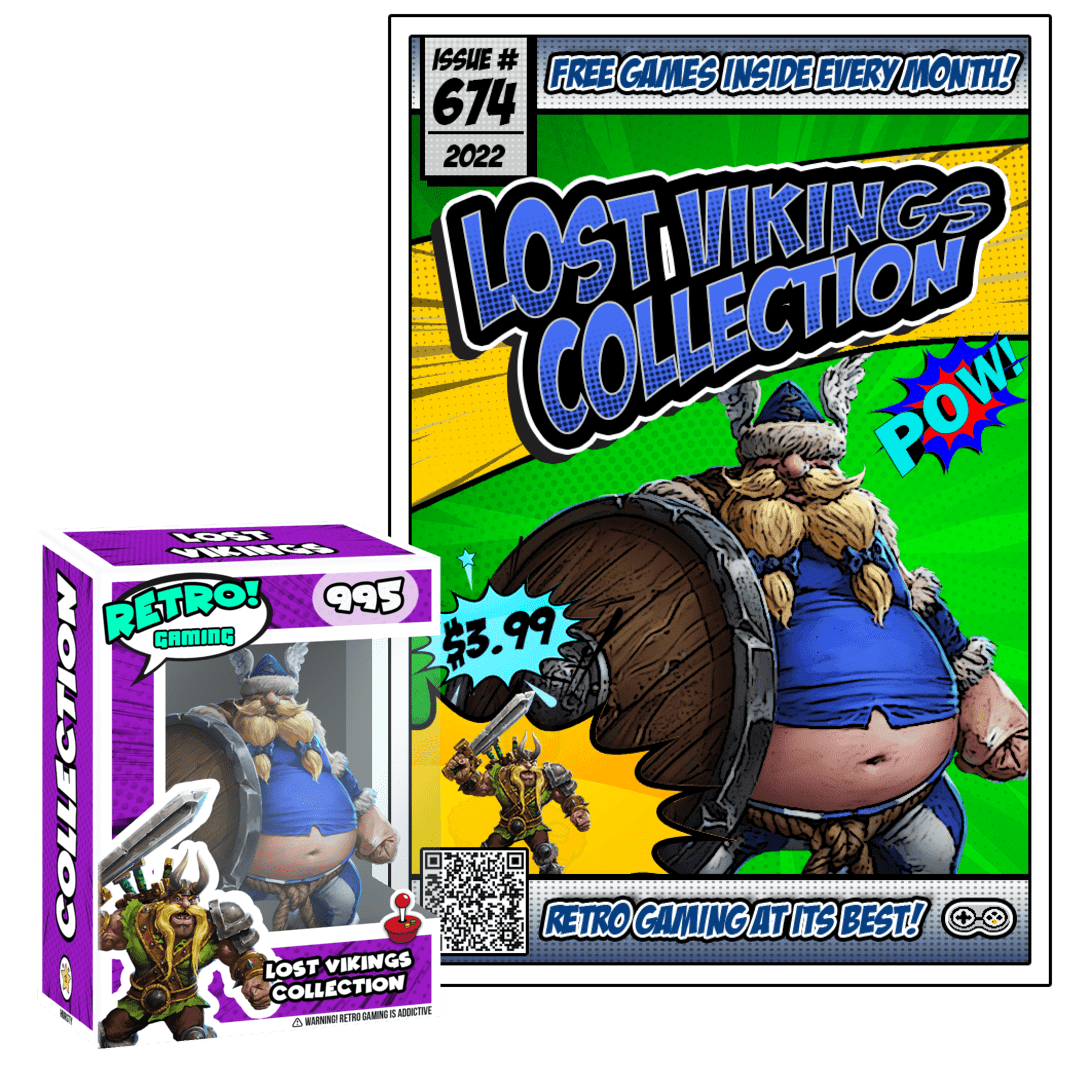 ISSUE #
674
2022
FREE GAMES INSIDE EVERY MONTH!
LOST VIKINGS
COLLECTION
POW!
$3.99
RETRO GAMING AT ITS BEST!
LOST
VIKINGS
COLLECTION
RETRO!
GAMING
995
LOST VIKINGS
COLLECTION
WARNING! RETRO GAMING IS ADDICTIVE